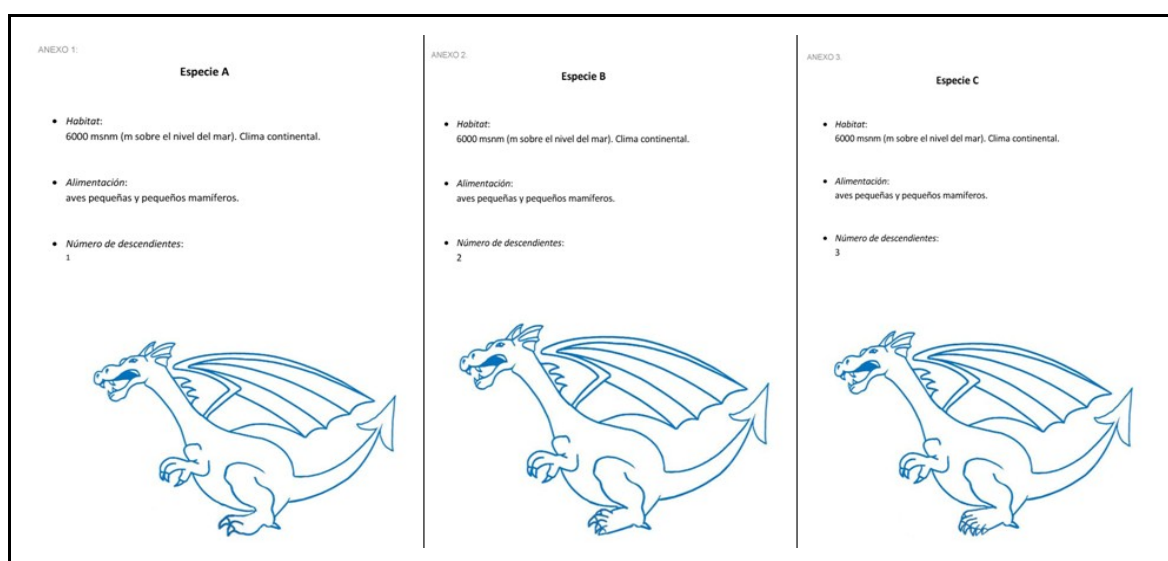 ANEXO 1:
Especie A
• Habitat:
6000 msnm (m sobre el nivel del mar). Clima continental.
• Alimentación:
aves pequeñas y pequeños mamíferos.
• Número de descendientes:
1
ANEXO 2.
Especie B
• Habitat:
6000 msnm (m sobre el nivel del mar). Clima continental.
• Alimentación:
aves pequeñas y pequeños mamíferos.
• Número de descendientes:
2
ANEXO 3.
Especie C
• Habitat:
6000 msnm (m sobre el nivel del mar). Clima continental.
• Alimentación:
aves pequeñas y pequeños mamíferos.
• Número de descendientes:
3